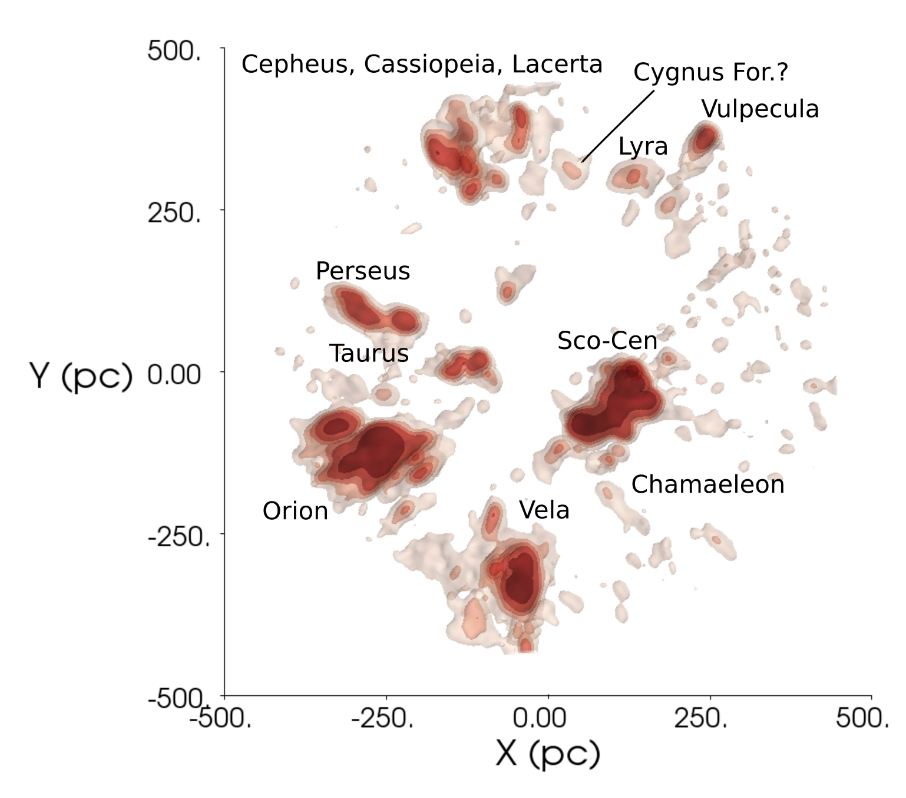 500.
Cepheus, Cassiopeia, Lacerta
Cygnus For.?
Vulpecula
Lyra
250.
Perseus
Sco-Cen
Taurus
Y (pc)
0.00
Chamaeleon
Orion
Vela
-250.
-500.
-500.
-250.
0.00
250.
500.
X (pc)